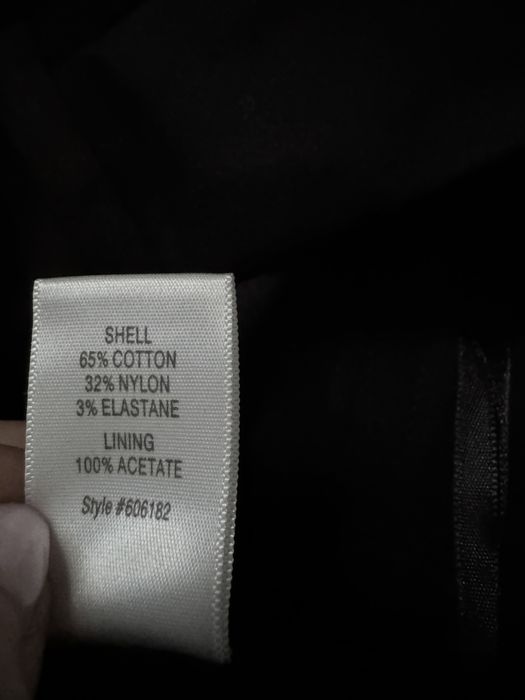 SHELL
65% COTTON
32% NYLON
3% ELASTANE
LINING
100% ACETATE
Style #606182